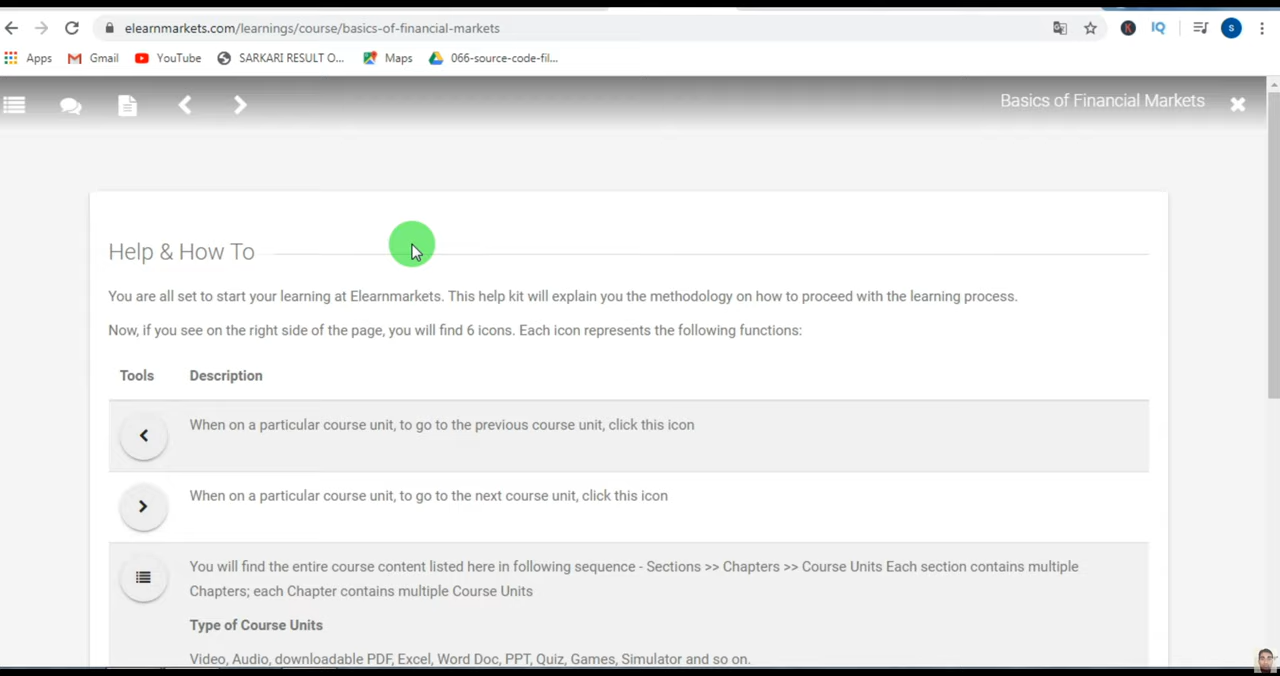 elearnmarkets.com/learnings/course/basics-of-financial-markets
Apps Gmail YouTube SARKARI RESULT O... Maps 066-source-code-fil...
Basics of Financial Markets
Help & How To
You are all set to start your learning at Elearnmarkets. This help kit will explain you the methodology on how to proceed with the learning process.
Now, if you see on the right side of the page, you will find 6 icons. Each icon represents the following functions:
Tools Description
When on a particular course unit, to go to the previous course unit, click this icon
When on a particular course unit, to go to the next course unit, click this icon
You will find the entire course content listed here in following sequence - Sections >> Chapters >> Course Units Each section contains multiple
Chapters; each Chapter contains multiple Course Units
Type of Course Units
Video, Audio, downloadable PDF, Excel, Word Doc, PPT, Quiz, Games, Simulator and so on.